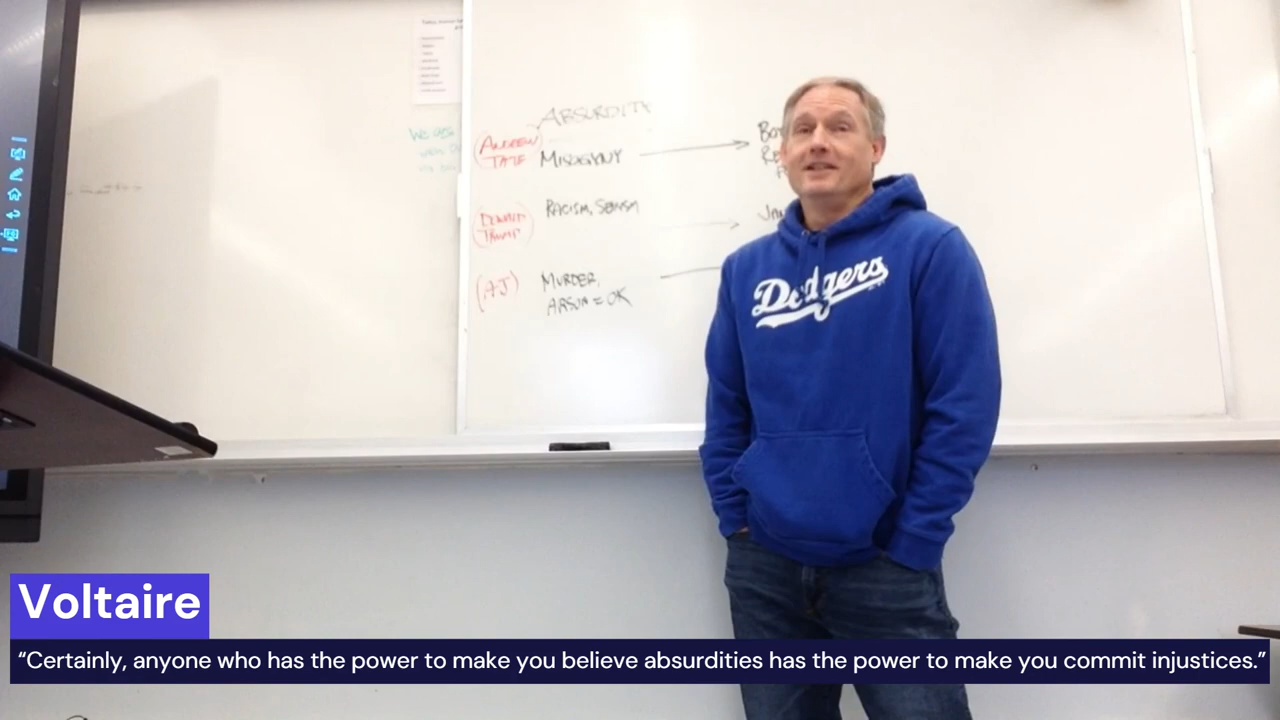 ABSURDITY
(ANDREW
TATE
MISOGYNY
RACISM, SEXISM
(DONALD
TRUMP)
(AJ)
MURDER,
ARSON = OK
Dodgers
Voltaire
“Certainly, anyone who has the power to make you believe absurdities has the power to make you commit injustices.”